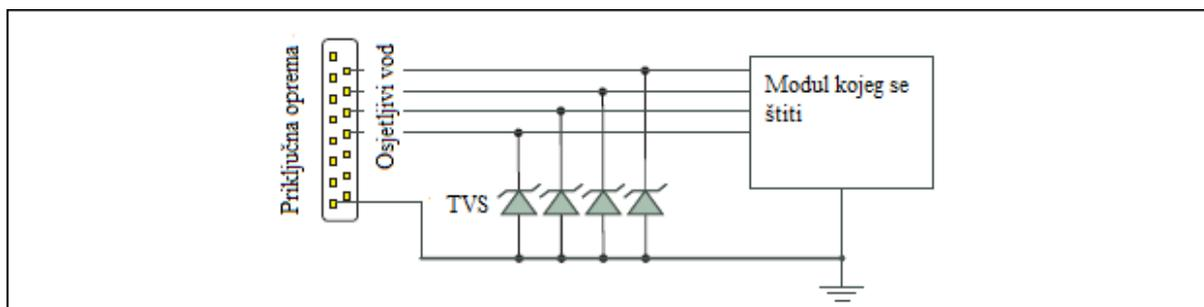 Priključna oprema
Osjetljivi vod
Modul kojeg se
štiti
TVS